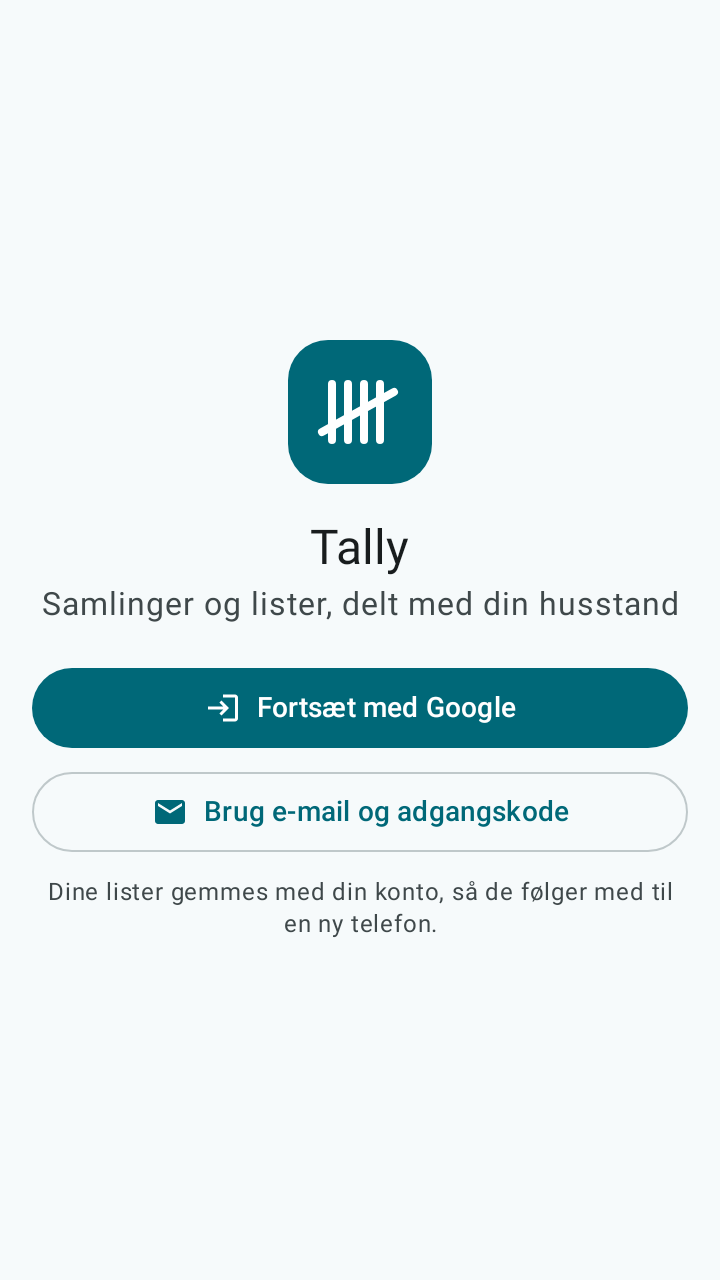 Tally
Samlinger og lister, delt med din husstand
Fortsæt med Google
Brug e-mail og adgangskode
Dine lister gemmes med din konto, så de følger med til
en ny telefon.